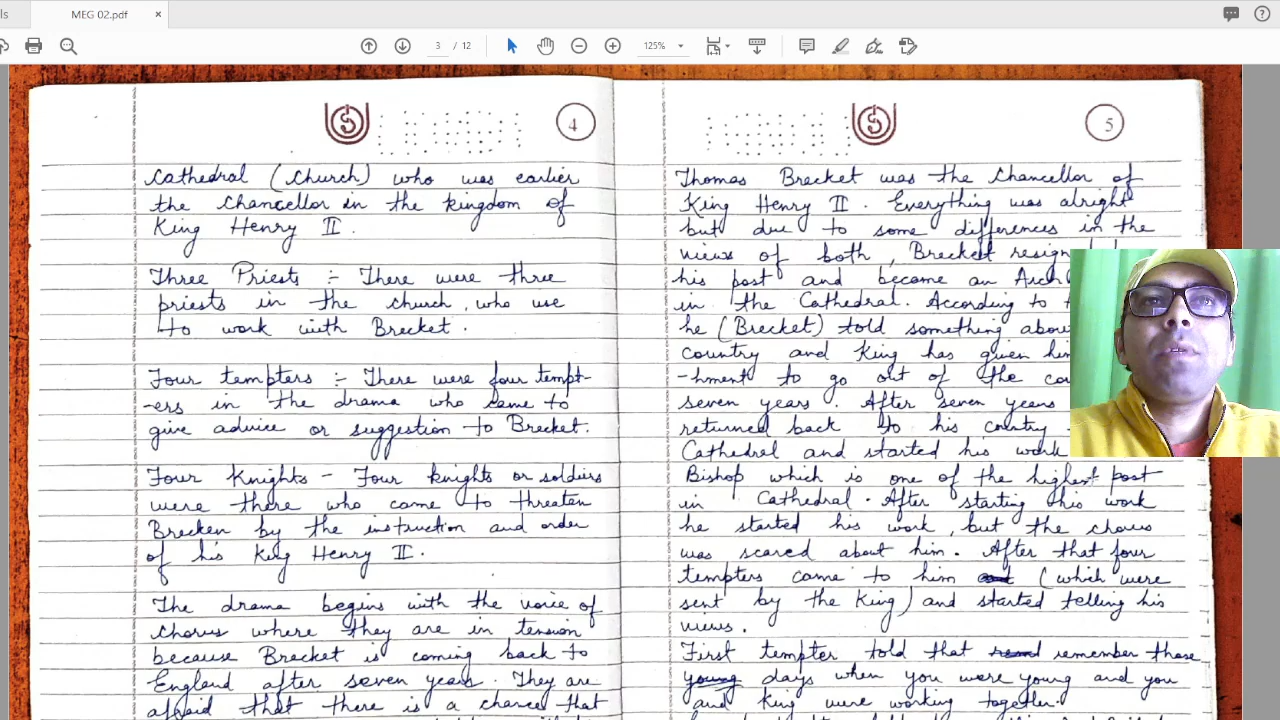 ls
MEG 02.pdf
3 / 12
125%
4
Cathedral (Church) who was earlier
the Chancellor in the kingdom of
King Henry II.
Three Priests :- There were three
priests in the church, who use
to work with Brecket.
Four tempters :- There were four tempt-
-ers in the drama who came to
give advice or suggestion to Brecket.
Four Knights - Four knights or soldiers
were there who came to threaten
Brecken by the instruction and order
of his King Henry II.
The drama begins with the voice of
Chorus where they are in tension
because Brecket is coming back to
England after seven years. They are
afraid that there is a chance that
5
Thomas Brecket was the Chancellor of
King Henry II. Everything was alright
but due to some differences in the
views of both, Brecket resign
his post and become an Arch
in the Cathedral. According to
he (Brecket) told something abou
country and King has given him
-hment to go out of the co
seven years. After seven years
returned back to his country
Cathedral and started his work
Bishop which is one of the highest post
in Cathedral. After starting his work
he started his work, but the chorus
was scared about him. After that four
tempters came to him (which were
sent by the King) and started telling his
views.
First tempter told that remember those
days when you were young and you
and King were working together.